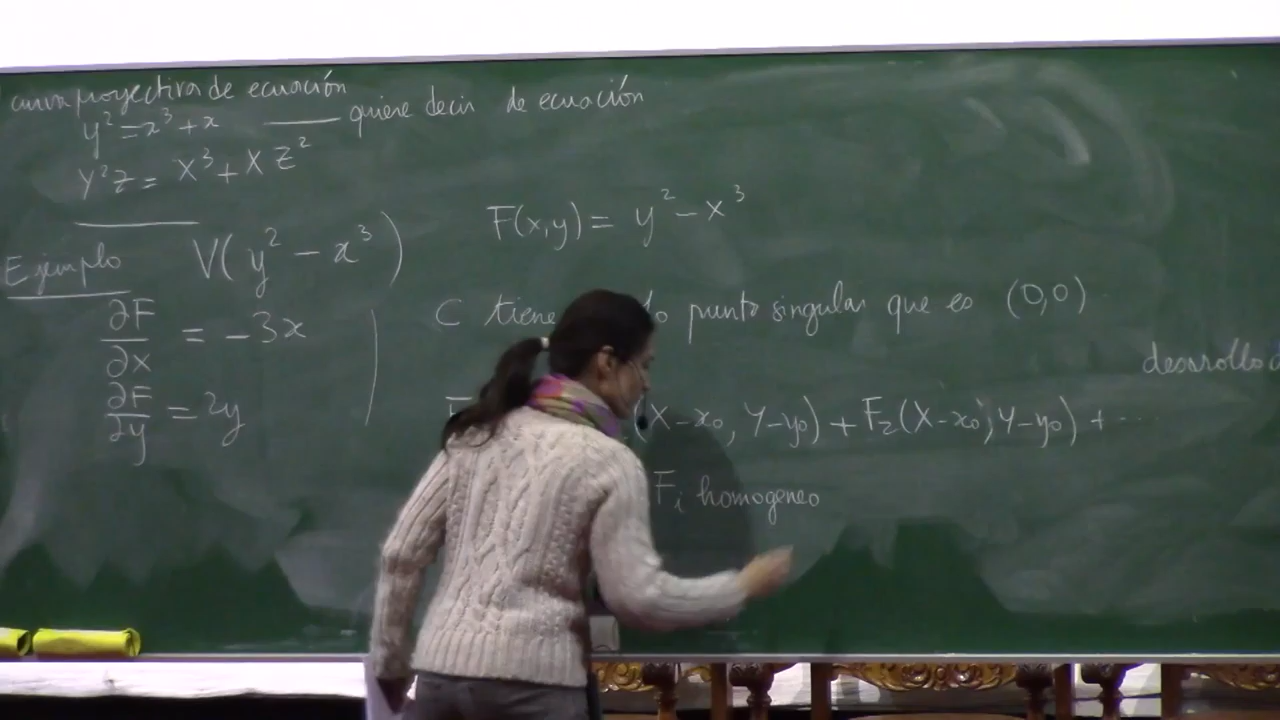 curva proyectiva de ecuación
y² = x³ + x —— quiere decir de ecuación
Y²Z = X³ + X Z²
Ejemplo V( y² − x³ )
F(x,y) = y² − x³
∂F/∂x = −3x
∂F/∂y = 2y
C tiene punto singular que es (0,0)
desarrollo
F (X−x₀, Y−y₀) + F₂(X−x₀, Y−y₀) + ...
Fᵢ homogeneo